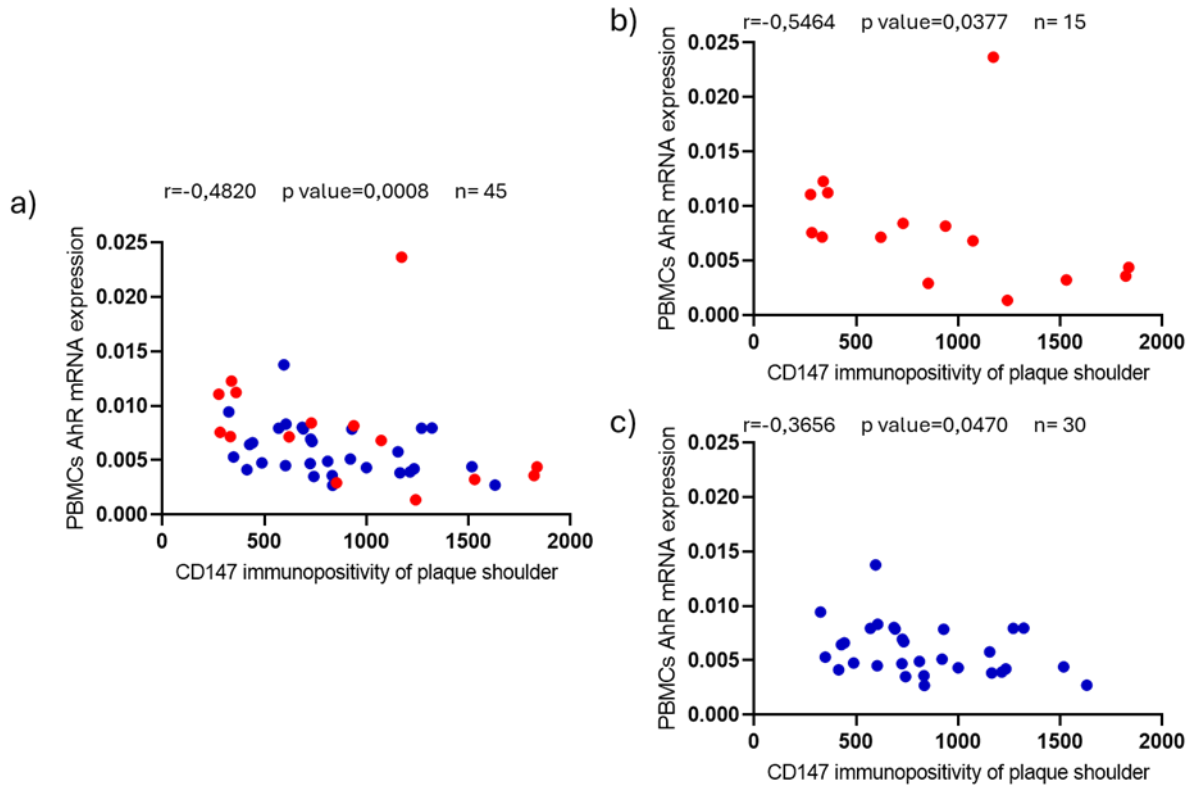 a)
r=-0,4820 p value=0,0008 n= 45
PBMCs AhR mRNA expression
0.025
0.020
0.015
0.010
0.005
0.000
0 500 1000 1500 2000
CD147 immunopositivity of plaque shoulder
b)
r=-0,5464 p value=0,0377 n= 15
PBMCs AhR mRNA expression
0.025
0.020
0.015
0.010
0.005
0.000
0 500 1000 1500 2000
CD147 immunopositivity of plaque shoulder
c)
r=-0,3656 p value=0,0470 n= 30
PBMCs AhR mRNA expression
0.025
0.020
0.015
0.010
0.005
0.000
0 500 1000 1500 2000
CD147 immunopositivity of plaque shoulder